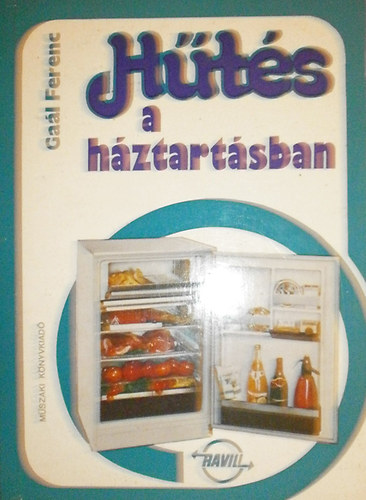 Gaál Ferenc
Hűtés
a
háztartásban
MŰSZAKI KÖNYVKIADÓ
RAVILL